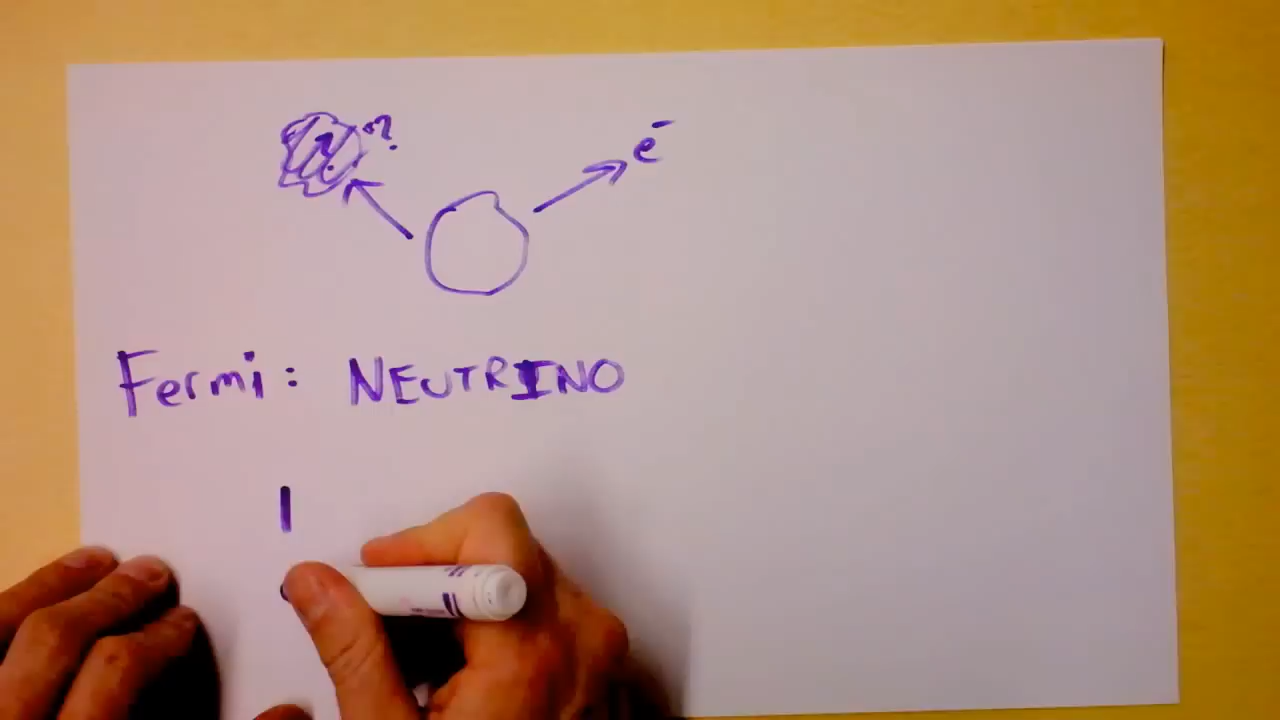 ? ?
e⁻
Fermi: NEUTRINO
I